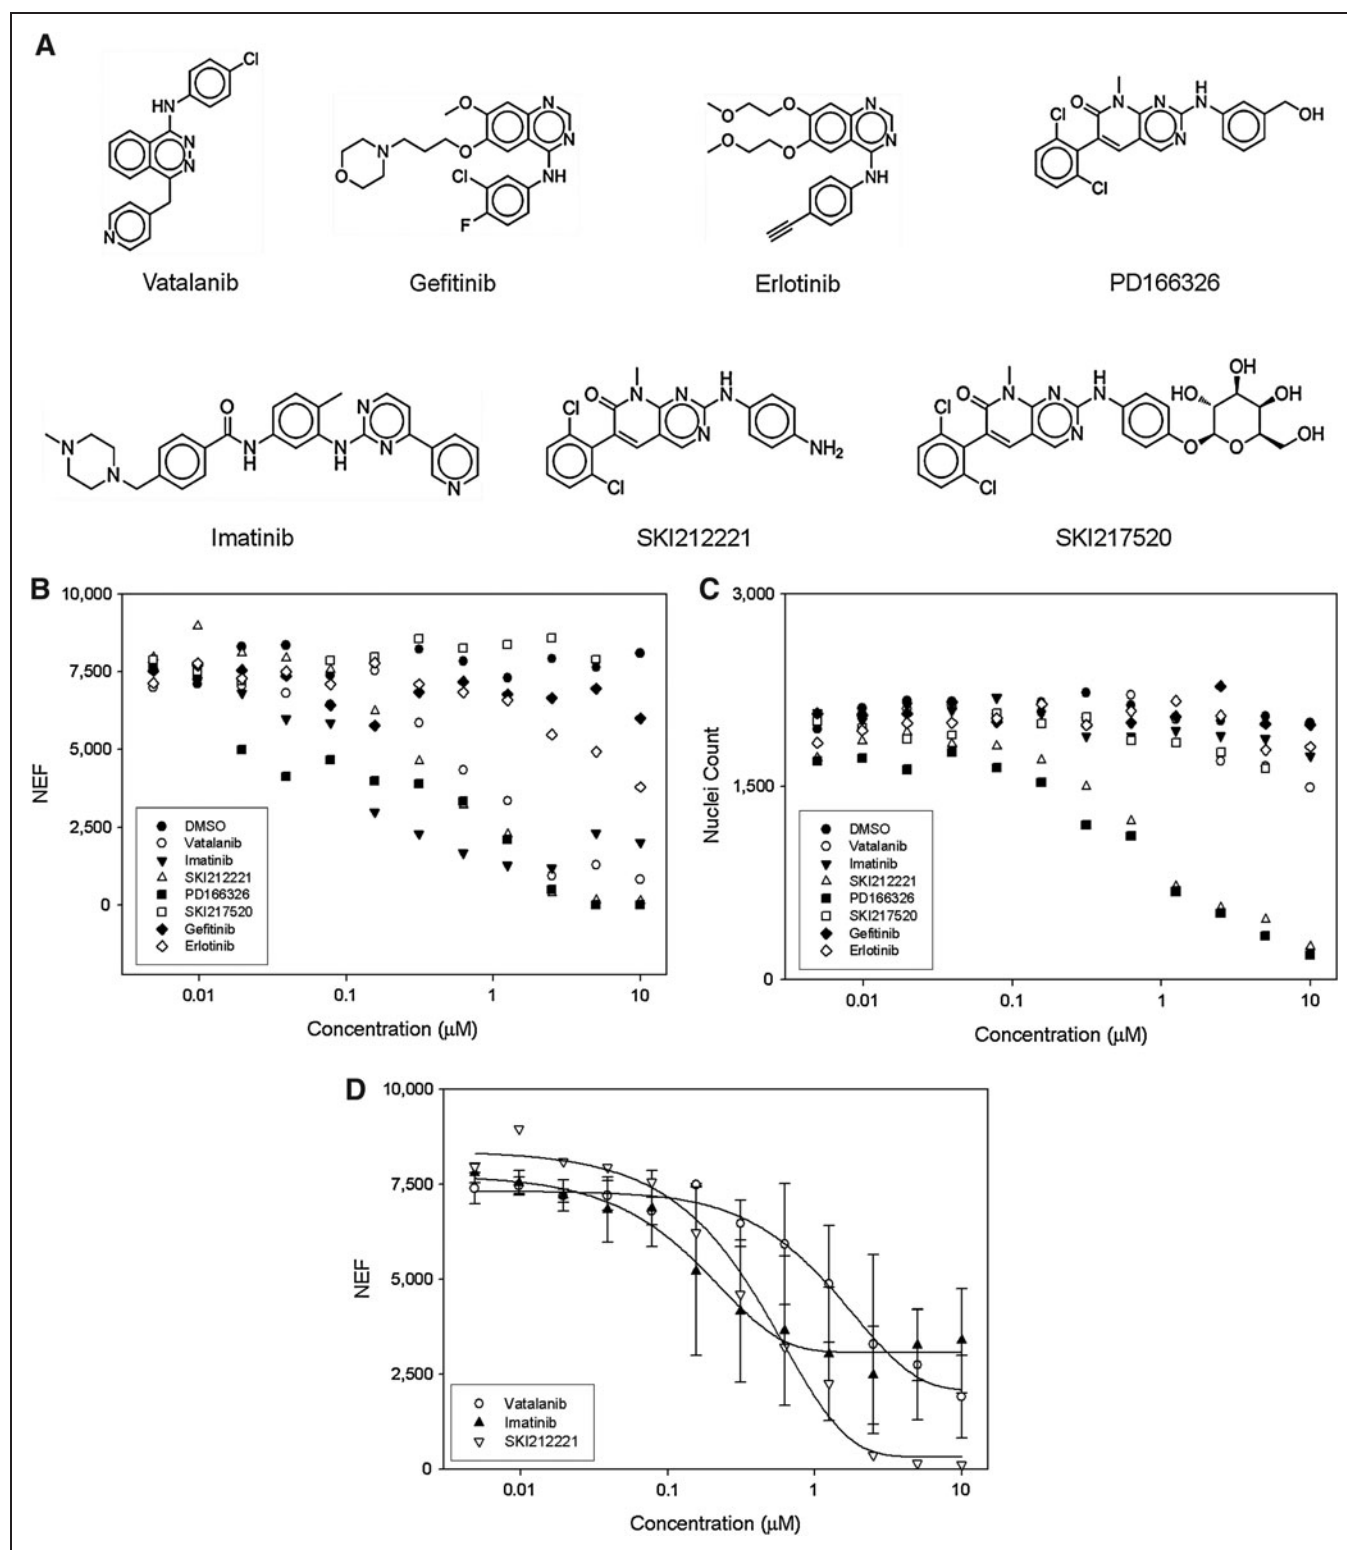 A
Cl
HN
N
N
N
Vatalanib
O
N
N
N
O
O
Cl
NH
F
Gefitinib
O
O
N
O
O
N
NH
Erlotinib
Cl
O
N
N
H
N
N
OH
Cl
PD166326
N
N
O
N
H
N
H
N
N
N
Imatinib
Cl
O
N
N
H
N
N
NH2
Cl
SKI212221
Cl
O
N
N
H
N
N
Cl
O
O
HO
OH
OH
OH
SKI217520
B
10,000
7,500
5,000
2,500
0
NEF
DMSO
Vatalanib
Imatinib
SKI212221
PD166326
SKI217520
Gefitinib
Erlotinib
0.01
0.1
1
10
Concentration (μM)
C
3,000
1,500
0
Nuclei Count
DMSO
Vatalanib
Imatinib
SKI212221
PD166326
SKI217520
Gefitinib
Erlotinib
0.01
0.1
1
10
Concentration (μM)
D
10,000
7,500
5,000
2,500
0
NEF
Vatalanib
Imatinib
SKI212221
0.01
0.1
1
10
Concentration (μM)